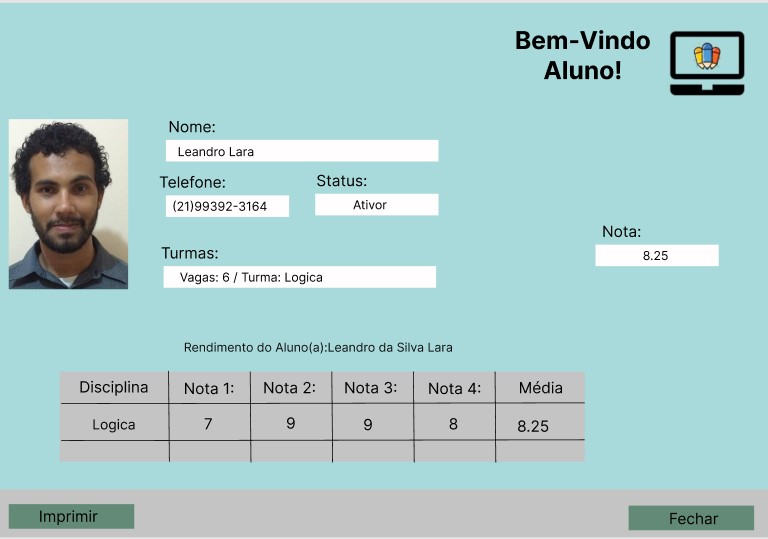 Bem-Vindo
Aluno!
Nome:
Leandro Lara
Telefone:
Status:
(21)99392-3164
Ativor
Nota:
8.25
Turmas:
Vagas: 6 / Turma: Logica
Rendimento do Aluno(a):Leandro da Silva Lara
Disciplina Nota 1: Nota 2: Nota 3: Nota 4: Média
Logica 7 9 9 8 8.25
Imprimir
Fechar